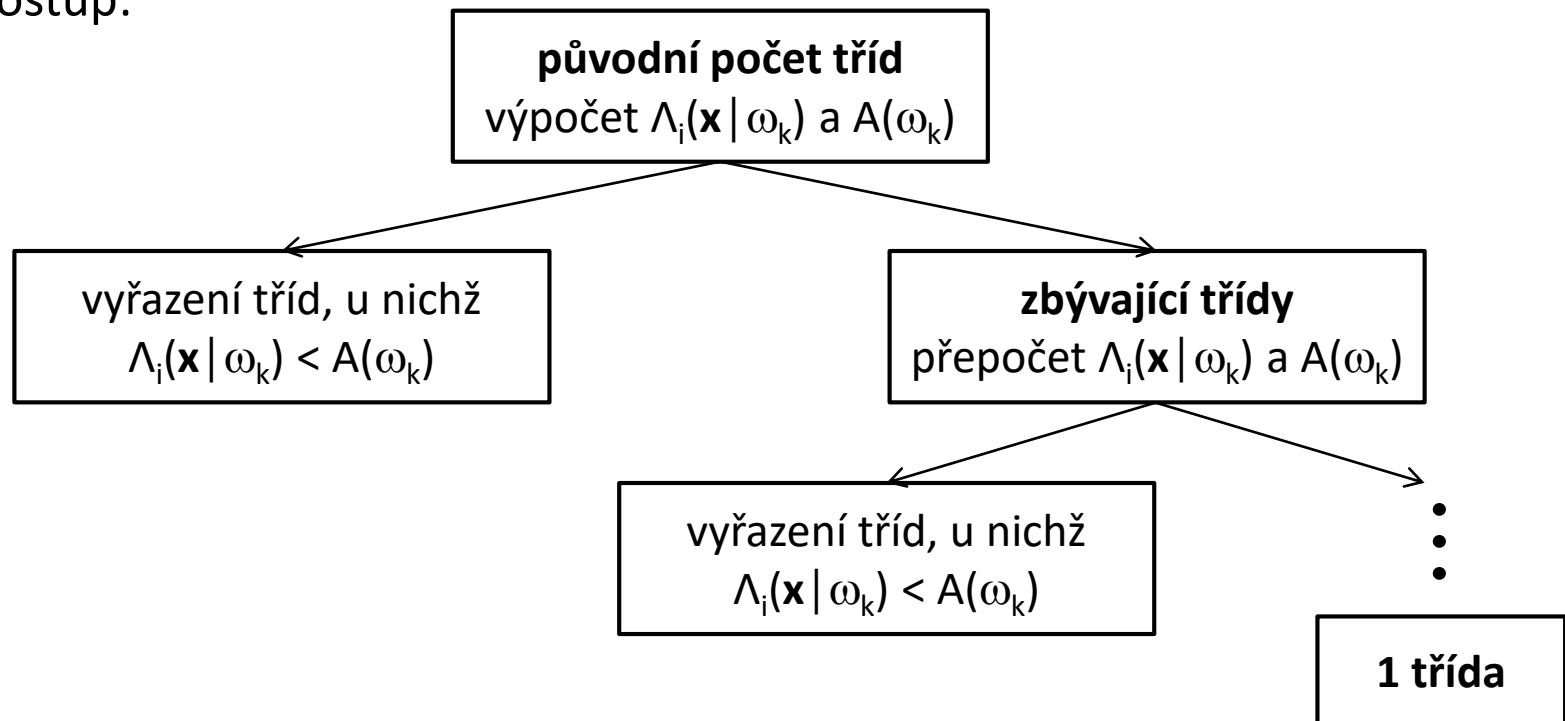 ostup:
původní počet tříd
výpočet Λᵢ(x|ωₖ) a A(ωₖ)
vyřazení tříd, u nichž
Λᵢ(x|ωₖ) < A(ωₖ)
zbývající třídy
přepočet Λᵢ(x|ωₖ) a A(ωₖ)
vyřazení tříd, u nichž
Λᵢ(x|ωₖ) < A(ωₖ)
1 třída